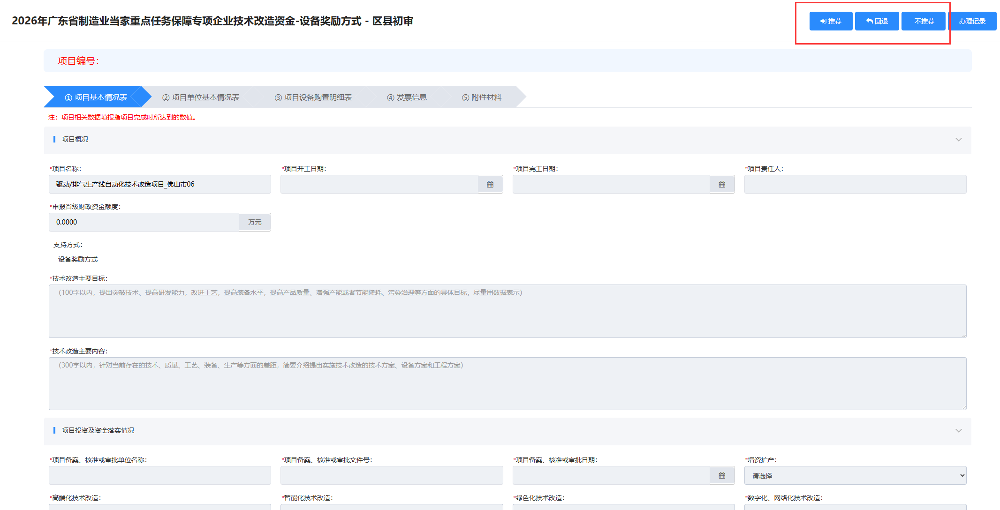 2026年广东省制造业当家重点任务保障专项企业技术改造资金-设备奖励方式 - 区县初审
推荐
回退
不推荐
办理记录
项目编号：
① 项目基本情况表
② 项目单位基本情况表
③ 项目设备购置明细表
④ 发票信息
⑤ 附件材料
注：项目相关数据填报指项目完成时所达到的数值。
项目概况
*项目名称：
*项目开工日期：
*项目完工日期：
*项目责任人：
驱动/排气生产线自动化技术改造项目_佛山市06
*申报省级财政资金额度：
0.0000
万元
支持方式：
设备奖励方式
*技术改造主要目标：
（100字以内，提出突破技术、提高研发能力，改进工艺，提高装备水平，提高产品质量、增强产能或者节能降耗、污染治理等方面的具体目标，尽量用数据表示）
*技术改造主要内容：
（300字以内，针对当前存在的技术、质量、工艺、装备、生产等方面的差距，简要介绍提出实施技术改造的技术方案、设备方案和工程方案）
项目投资及资金落实情况
*项目备案、核准或审批单位名称：
*项目备案、核准或审批文件号：
*项目备案、核准或审批日期：
*增资扩产：
请选择
*高端化技术改造：
*智能化技术改造：
*绿色化技术改造：
*数字化、网络化技术改造：